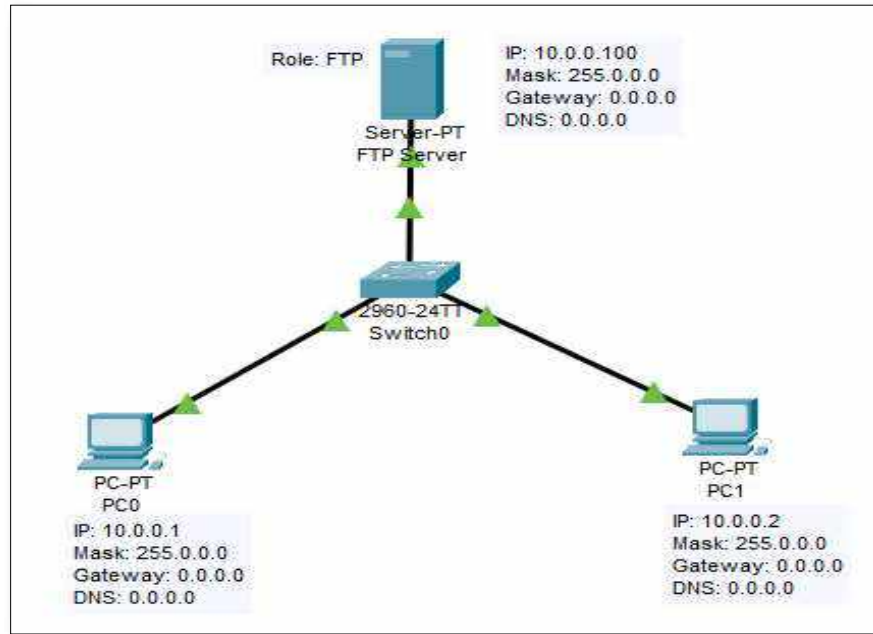 Role: FTP
IP: 10.0.0.100
Mask: 255.0.0.0
Gateway: 0.0.0.0
DNS: 0.0.0.0
Server-PT
FTP Server
2960-24TT
Switch0
PC-PT
PC0
IP: 10.0.0.1
Mask: 255.0.0.0
Gateway: 0.0.0.0
DNS: 0.0.0.0
PC-PT
PC1
IP: 10.0.0.2
Mask: 255.0.0.0
Gateway: 0.0.0.0
DNS: 0.0.0.0